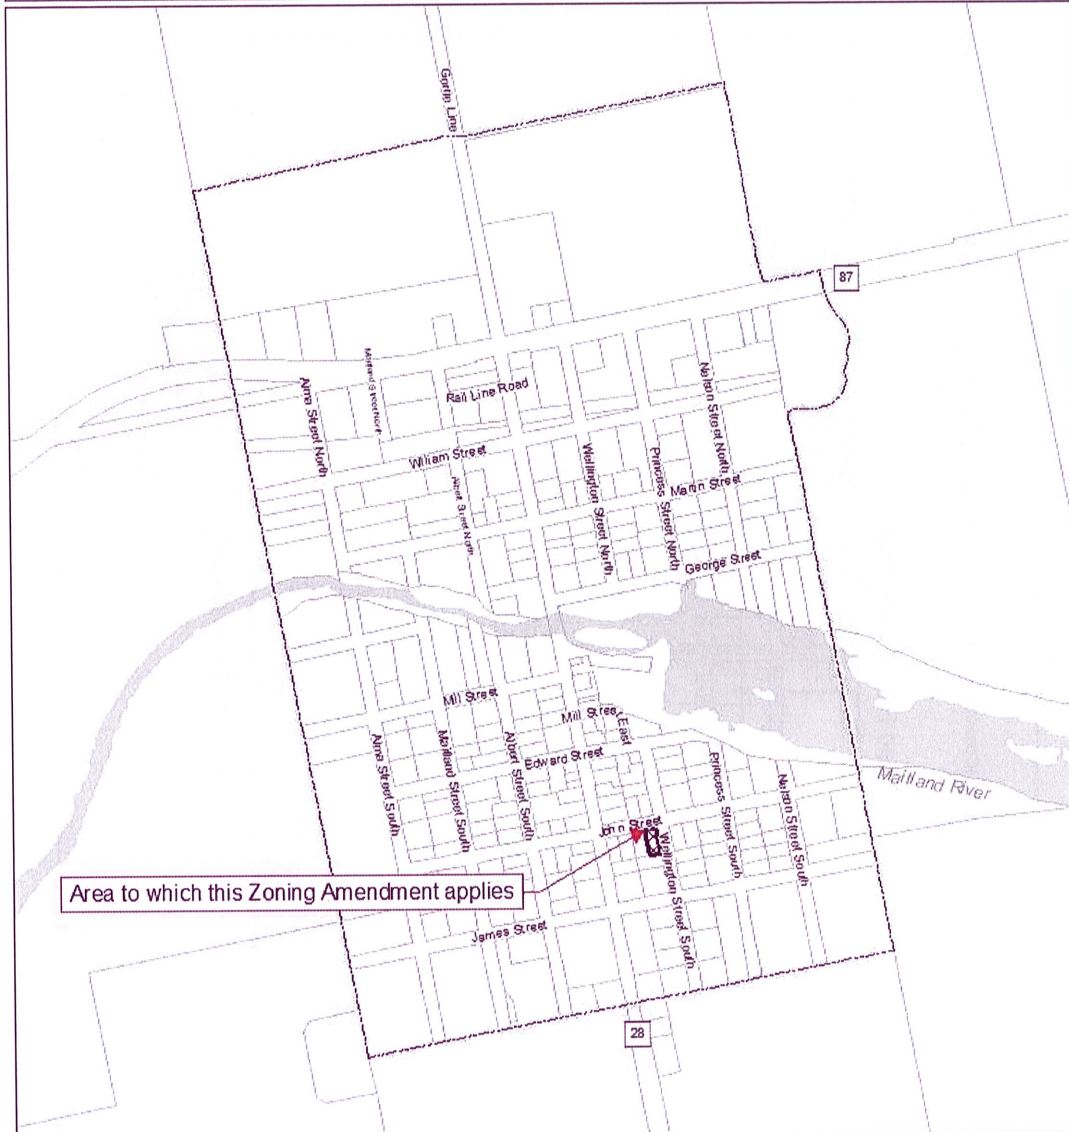 Gorrie Line
87
Maitland Street North
Alma Street North
Rail Line Road
Nelson Street North
William Street
Albert Street North
Wellington Street North
Princess Street North
Martin Street
George Street
Mill Street
Mill Street East
Edward Street
Alma Street South
Maitland Street South
Albert Street South
Princess Street South
Nelson Street South
Maitland River
John Street
Wellington Street South
Area to which this Zoning Amendment applies
James Street
28